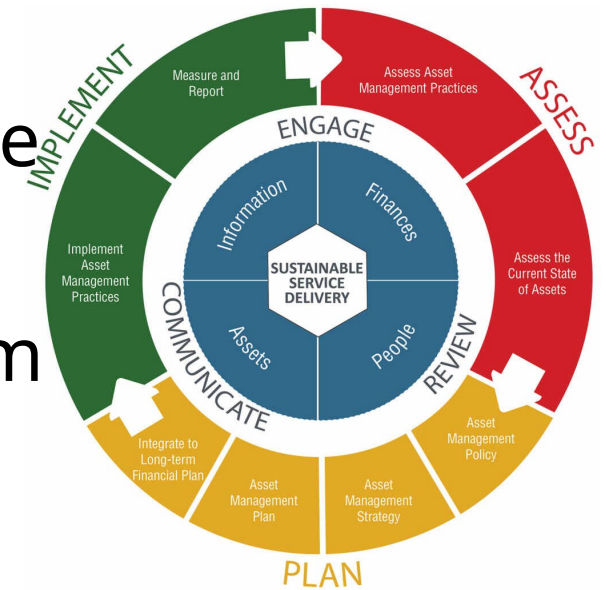 IMPLEMENT
e
m
Measure and
Report
Assess Asset
Management Practices
ASSESS
ENGAGE
Information
Finances
Implement
Asset
Management
Practices
SUSTAINABLE
SERVICE
DELIVERY
Assess the
Current State
of Assets
COMMUNICATE
Assets
People
REVIEW
Integrate to
Long-term
Financial Plan
Asset
Management
Plan
Asset
Management
Strategy
Asset
Management
Policy
PLAN